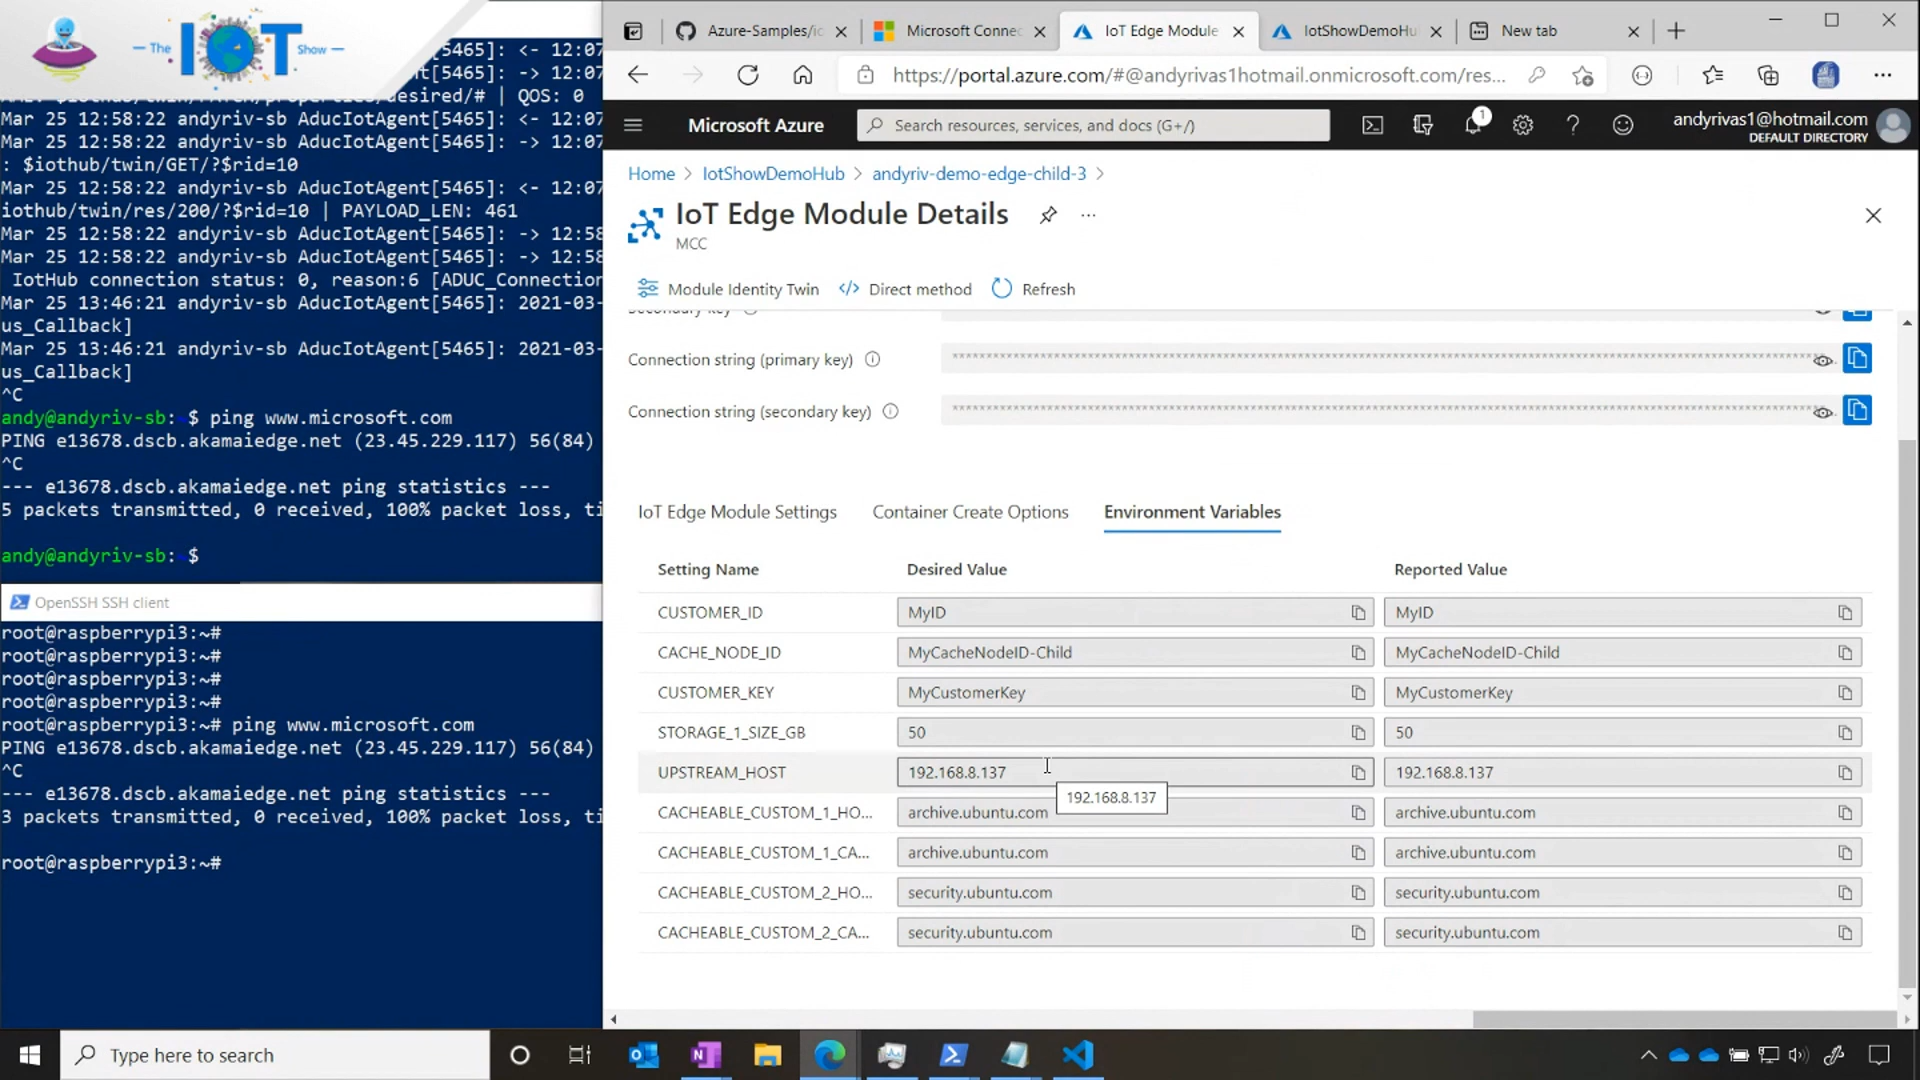 The IOT Show
[5465]: <- 12:07
[5465]: -> 12:07
esired/# | QOS: 0
Mar 25 12:58:22 andyriv-sb AducIotAgent[5465]: <- 12:07
Mar 25 12:58:22 andyriv-sb AducIotAgent[5465]: -> 12:07
: $iothub/twin/GET/?$rid=10
Mar 25 12:58:22 andyriv-sb AducIotAgent[5465]: <- 12:07
iothub/twin/res/200/?$rid=10 | PAYLOAD_LEN: 461
Mar 25 12:58:22 andyriv-sb AducIotAgent[5465]: -> 12:58
Mar 25 12:58:22 andyriv-sb AducIotAgent[5465]: -> 12:58
IotHub connection status: 0, reason:6 [ADUC_Connection
Mar 25 13:46:21 andyriv-sb AducIotAgent[5465]: 2021-03-
us_Callback]
Mar 25 13:46:21 andyriv-sb AducIotAgent[5465]: 2021-03-
us_Callback]
^C
andy@andyriv-sb: $ ping www.microsoft.com
PING e13678.dscb.akamaiedge.net (23.45.229.117) 56(84)
^C
--- e13678.dscb.akamaiedge.net ping statistics ---
5 packets transmitted, 0 received, 100% packet loss, ti
andy@andyriv-sb: $
OpenSSH SSH client
root@raspberrypi3:~#
root@raspberrypi3:~#
root@raspberrypi3:~#
root@raspberrypi3:~#
root@raspberrypi3:~# ping www.microsoft.com
PING e13678.dscb.akamaiedge.net (23.45.229.117) 56(84)
^C
--- e13678.dscb.akamaiedge.net ping statistics ---
3 packets transmitted, 0 received, 100% packet loss, ti
root@raspberrypi3:~#
Azure-Samples/ic Microsoft Connec IoT Edge Module IotShowDemoHu New tab
https://portal.azure.com/#@andyrivas1hotmail.onmicrosoft.com/res...
Microsoft Azure Search resources, services, and docs (G+/) 1 andyrivas1@hotmail.com
DEFAULT DIRECTORY
Home > IotShowDemoHub > andyriv-demo-edge-child-3 >
IoT Edge Module Details ...
MCC
Module Identity Twin </> Direct method Refresh
Secondary key
Connection string (primary key)
Connection string (secondary key)
IoT Edge Module Settings Container Create Options Environment Variables
Setting Name Desired Value Reported Value
CUSTOMER_ID MyID MyID
CACHE_NODE_ID MyCacheNodeID-Child MyCacheNodeID-Child
CUSTOMER_KEY MyCustomerKey MyCustomerKey
STORAGE_1_SIZE_GB 50 50
UPSTREAM_HOST 192.168.8.137 192.168.8.137
192.168.8.137
CACHEABLE_CUSTOM_1_HO... archive.ubuntu.com archive.ubuntu.com
CACHEABLE_CUSTOM_1_CA... archive.ubuntu.com archive.ubuntu.com
CACHEABLE_CUSTOM_2_HO... security.ubuntu.com security.ubuntu.com
CACHEABLE_CUSTOM_2_CA... security.ubuntu.com security.ubuntu.com
Type here to search